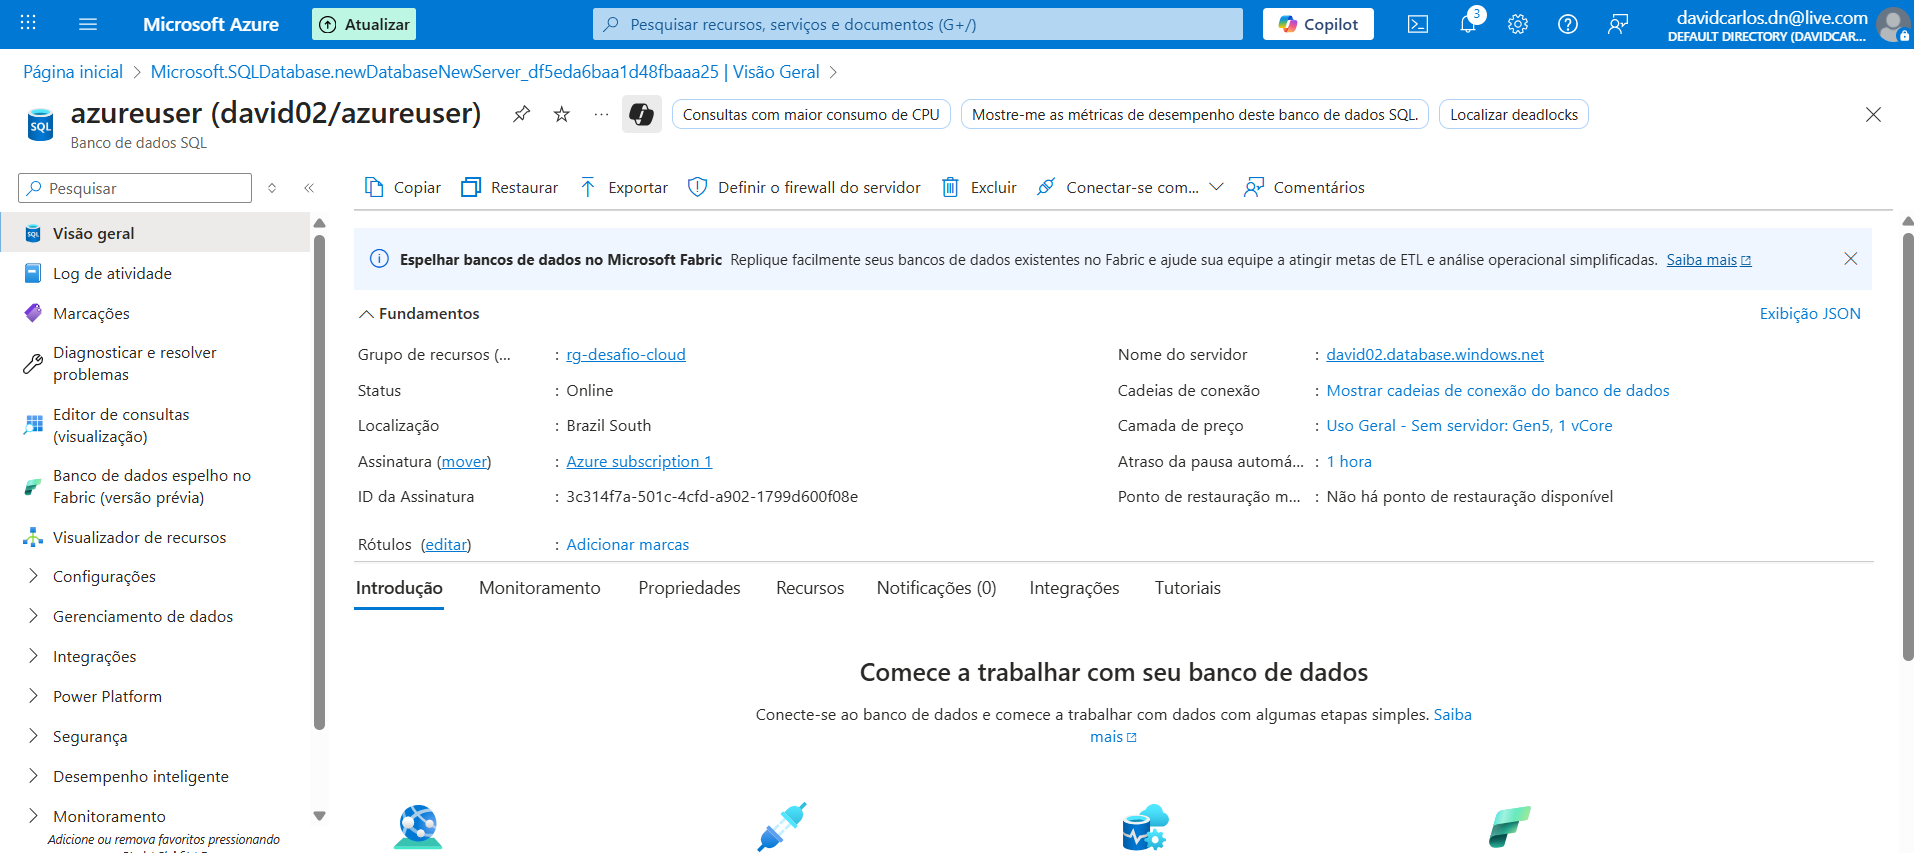 Microsoft Azure
Atualizar
Pesquisar recursos, serviços e documentos (G+/)
Copilot
3
davidcarlos.dn@live.com
DEFAULT DIRECTORY (DAVIDCAR...
Página inicial
Microsoft.SQLDatabase.newDatabaseNewServer_df5eda6baa1d48fbaaa25 | Visão Geral
SQL
azureuser (david02/azureuser)
Banco de dados SQL
...
Consultas com maior consumo de CPU
Mostre-me as métricas de desempenho deste banco de dados SQL.
Localizar deadlocks
Pesquisar
Copiar
Restaurar
Exportar
Definir o firewall do servidor
Excluir
Conectar-se com...
Comentários
Visão geral
Log de atividade
Marcações
Diagnosticar e resolver
problemas
Editor de consultas
(visualização)
Banco de dados espelho no
Fabric (versão prévia)
Visualizador de recursos
Configurações
Gerenciamento de dados
Integrações
Power Platform
Segurança
Desempenho inteligente
Monitoramento
Adicione ou remova favoritos pressionando
Espelhar bancos de dados no Microsoft Fabric Replique facilmente seus bancos de dados existentes no Fabric e ajude sua equipe a atingir metas de ETL e análise operacional simplificadas. Saiba mais
Fundamentos
Exibição JSON
Grupo de recursos (... : rg-desafio-cloud
Status : Online
Localização : Brazil South
Assinatura (mover) : Azure subscription 1
ID da Assinatura : 3c314f7a-501c-4cfd-a902-1799d600f08e
Nome do servidor : david02.database.windows.net
Cadeias de conexão : Mostrar cadeias de conexão do banco de dados
Camada de preço : Uso Geral - Sem servidor: Gen5, 1 vCore
Atraso da pausa automá... : 1 hora
Ponto de restauração m... : Não há ponto de restauração disponível
Rótulos (editar) : Adicionar marcas
Introdução
Monitoramento
Propriedades
Recursos
Notificações (0)
Integrações
Tutoriais
Comece a trabalhar com seu banco de dados
Conecte-se ao banco de dados e comece a trabalhar com dados com algumas etapas simples. Saiba
mais